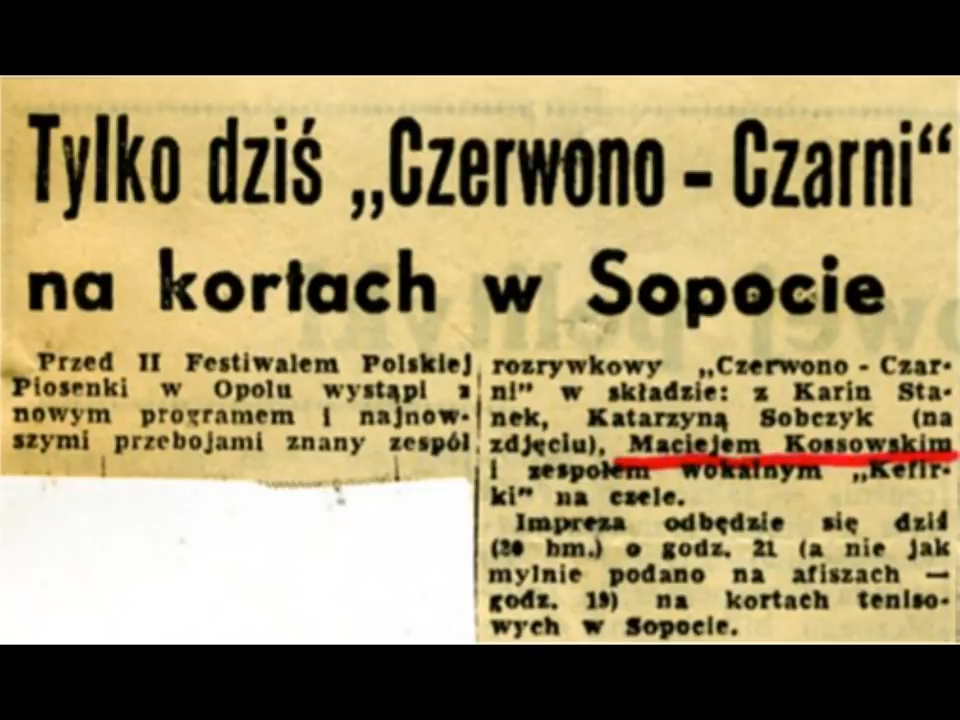 Tylko dziś „Czerwono - Czarni“
na kortach w Sopocie
Przed II Festiwalem Polskiej
Piosenki w Opolu wystąpi z
nowym programem i najnow-
szymi przebojami znany zespół
rozrywkowy „Czerwono - Czar-
ni” w składzie: z Karin Sta-
nek, Katarzyną Sobczyk (na
zdjęciu), Maciejem Kossowskim
i zespołem wokalnym „Kefir-
ki” na czele.
Impreza odbędzie się dziś
(20 bm.) o godz. 21 (a nie jak
mylnie podano na afiszach —
godz. 19) na kortach teniso-
wych w Sopocie.